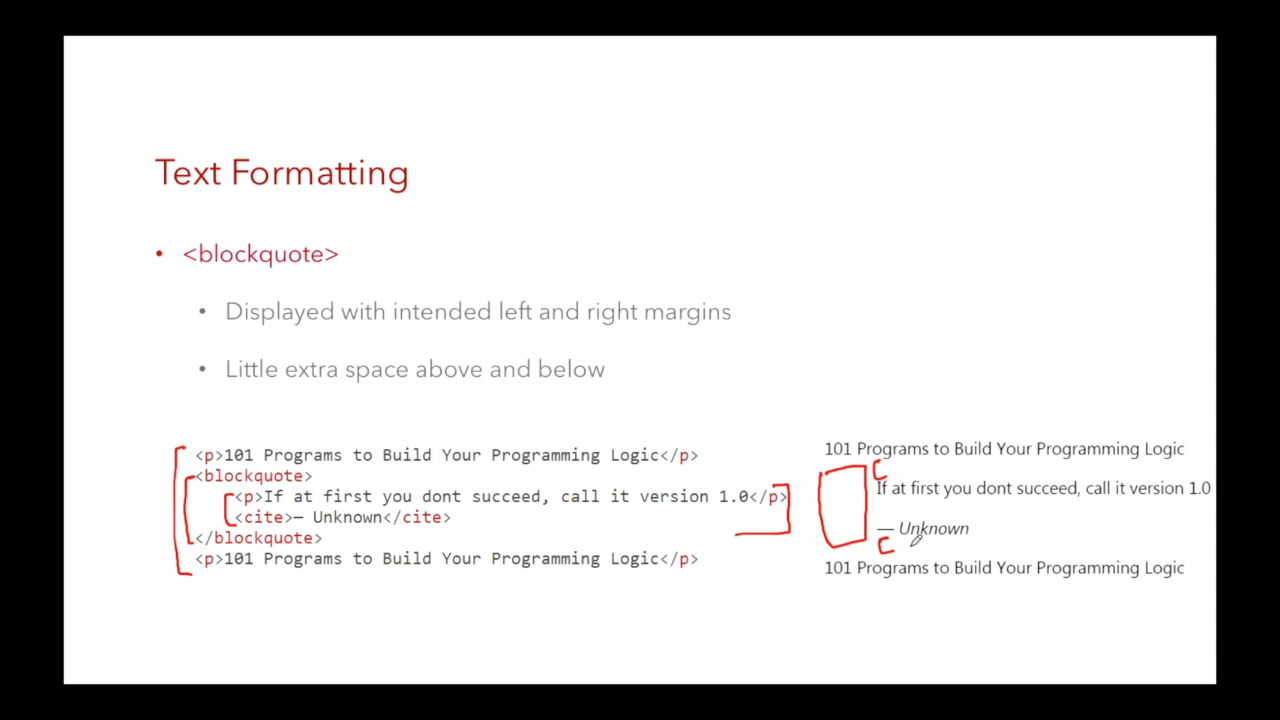 Text Formatting
• <blockquote>
• Displayed with intended left and right margins
• Little extra space above and below
<p>101 Programs to Build Your Programming Logic</p>
<blockquote>
<p>If at first you dont succeed, call it version 1.0</p>
<cite>— Unknown</cite>
</blockquote>
<p>101 Programs to Build Your Programming Logic</p>
101 Programs to Build Your Programming Logic
If at first you dont succeed, call it version 1.0
— Unknown
101 Programs to Build Your Programming Logic